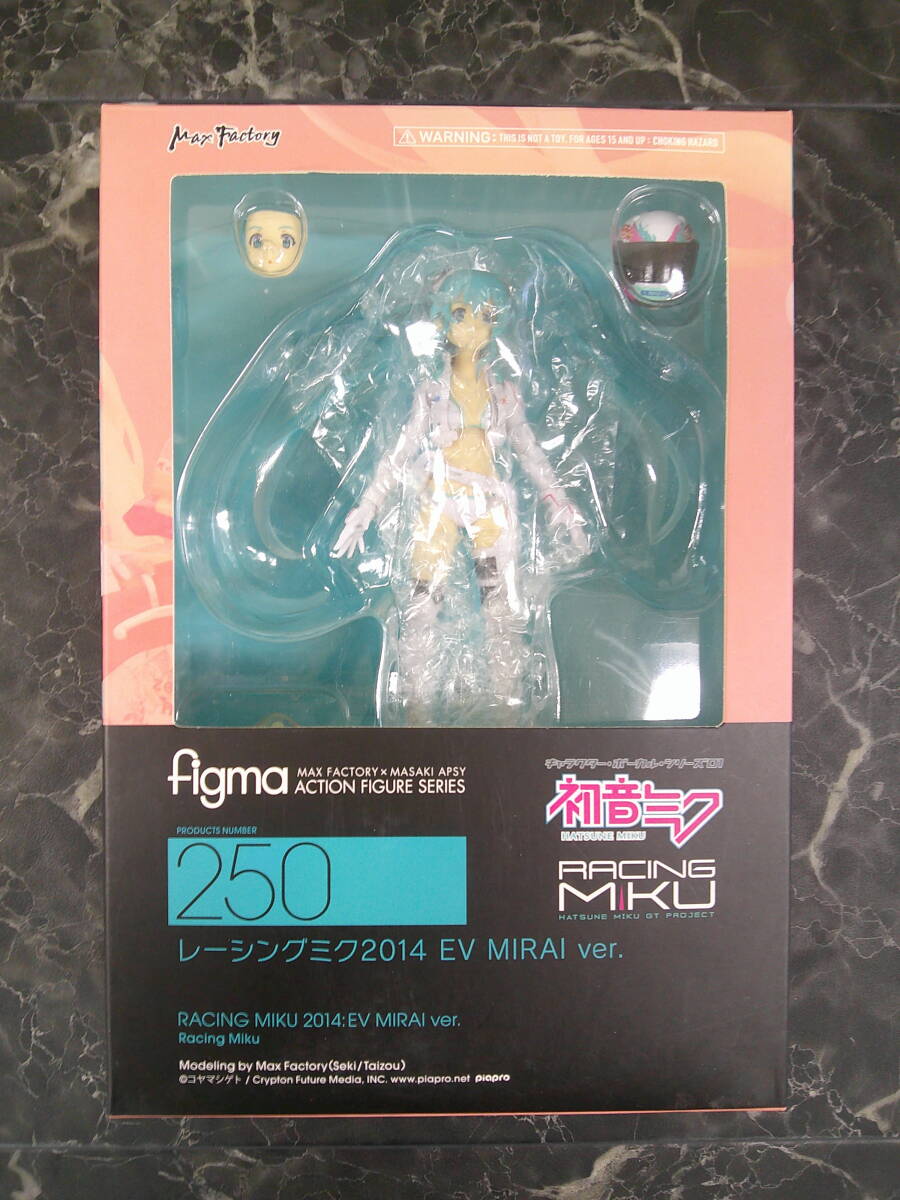 Max Factory
WARNING: THIS IS NOT A TOY. FOR AGES 15 AND UP : CHOKING HAZARD
figma
MAX FACTORY × MASAKI APSY
ACTION FIGURE SERIES
キャラクター・ボーカル・シリーズ01
初音ミク
HATSUNE MIKU
PRODUCTS NUMBER
250
RACING
MIKU
HATSUNE MIKU GT PROJECT
レーシングミク2014 EV MIRAI ver.
RACING MIKU 2014:EV MIRAI ver.
Racing Miku
Modeling by Max Factory(Seki/Taizou)
©コヤマシゲト / Crypton Future Media, INC. www.piapro.net piapro